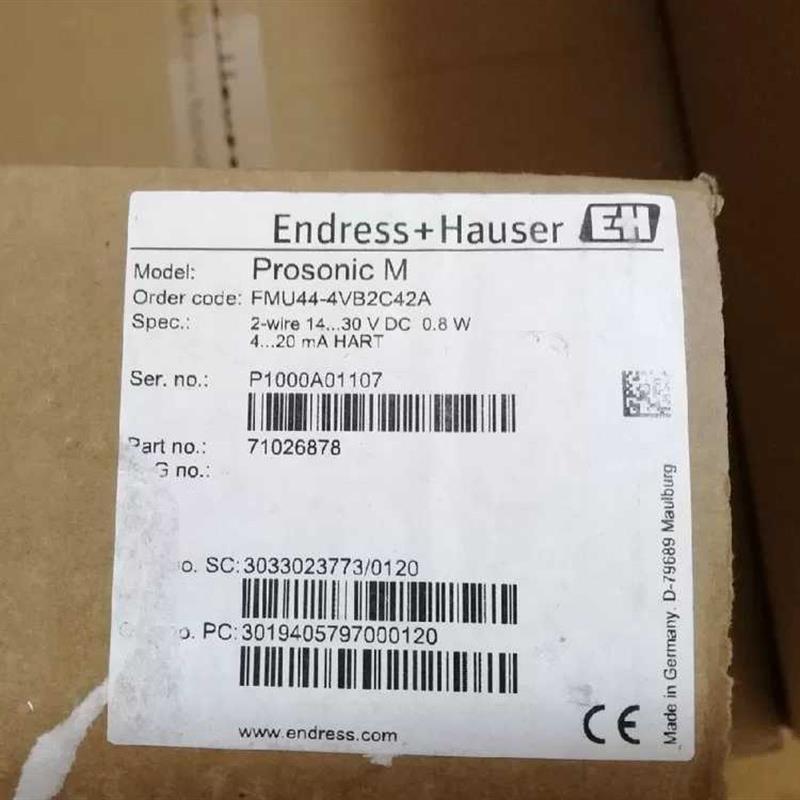 Endress+Hauser EH
Model: Prosonic M
Order code: FMU44-4VB2C42A
Spec.: 2-wire 14...30 V DC 0.8 W
4...20 mA HART
Ser. no.: P1000A01107
Part no.: 71026878
G no.:
o. SC: 3033023773/0120
o. PC: 3019405797000120
www.endress.com
CE
Made in Germany, D-79689 Maulburg